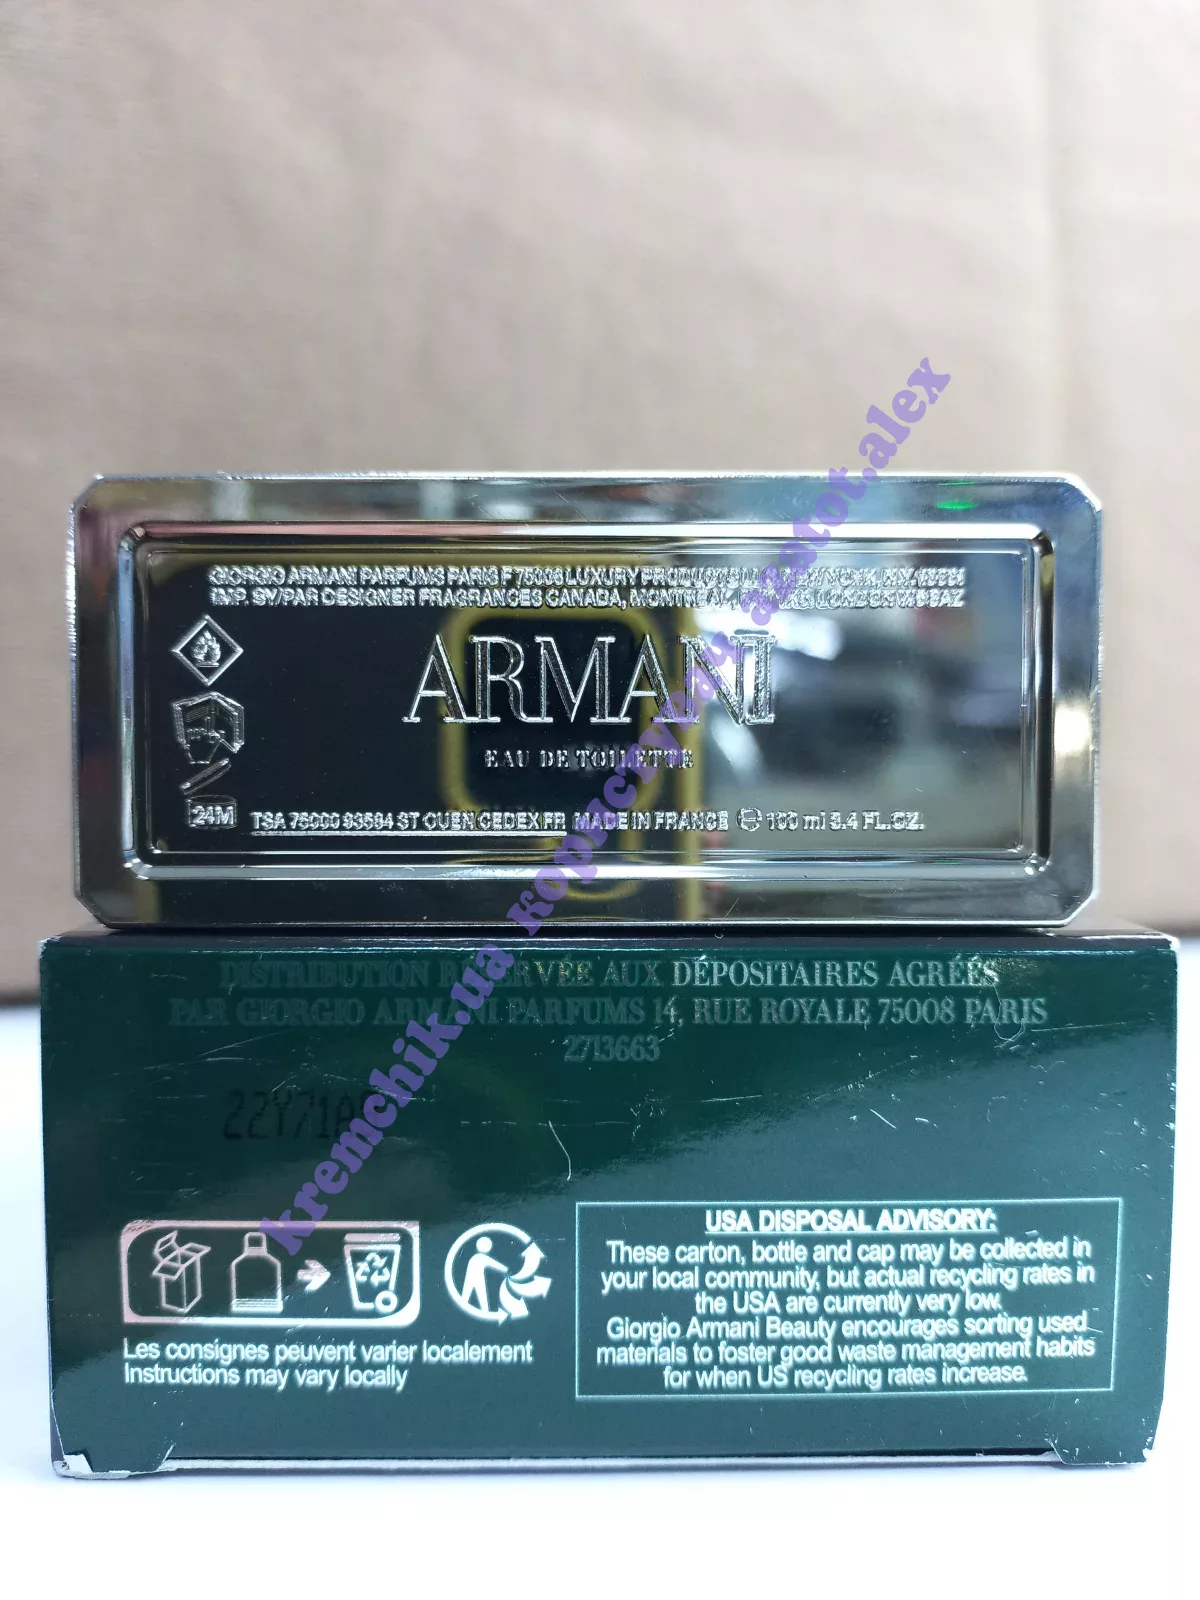 GIORGIO ARMANI PARFUMS PARIS F 75008 LUXURY
IMP. BY/PAR DESIGNER FRAGRANCES CANADA, LONDON
ARMANI
EAU DE TOILETTE
24M
TSA 75000 93584 ST OUEN CEDEX FR MADE IN FRANCE 100 ml 3.4 FL.OZ.
kremchik.ua користувач azatot.alex
DISTRIBUTION RÉSERVÉE AUX DÉPOSITAIRES AGRÉÉS
PAR GIORGIO ARMANI PARFUMS 14, RUE ROYALE 75008 PARIS
2713663
USA DISPOSAL ADVISORY:
These carton, bottle and cap may be collected in
your local community, but actual recycling rates in
the USA are currently very low.
Giorgio Armani Beauty encourages sorting used
materials to foster good waste management habits
for when US recycling rates increase.
Les consignes peuvent varier localement
Instructions may vary locally